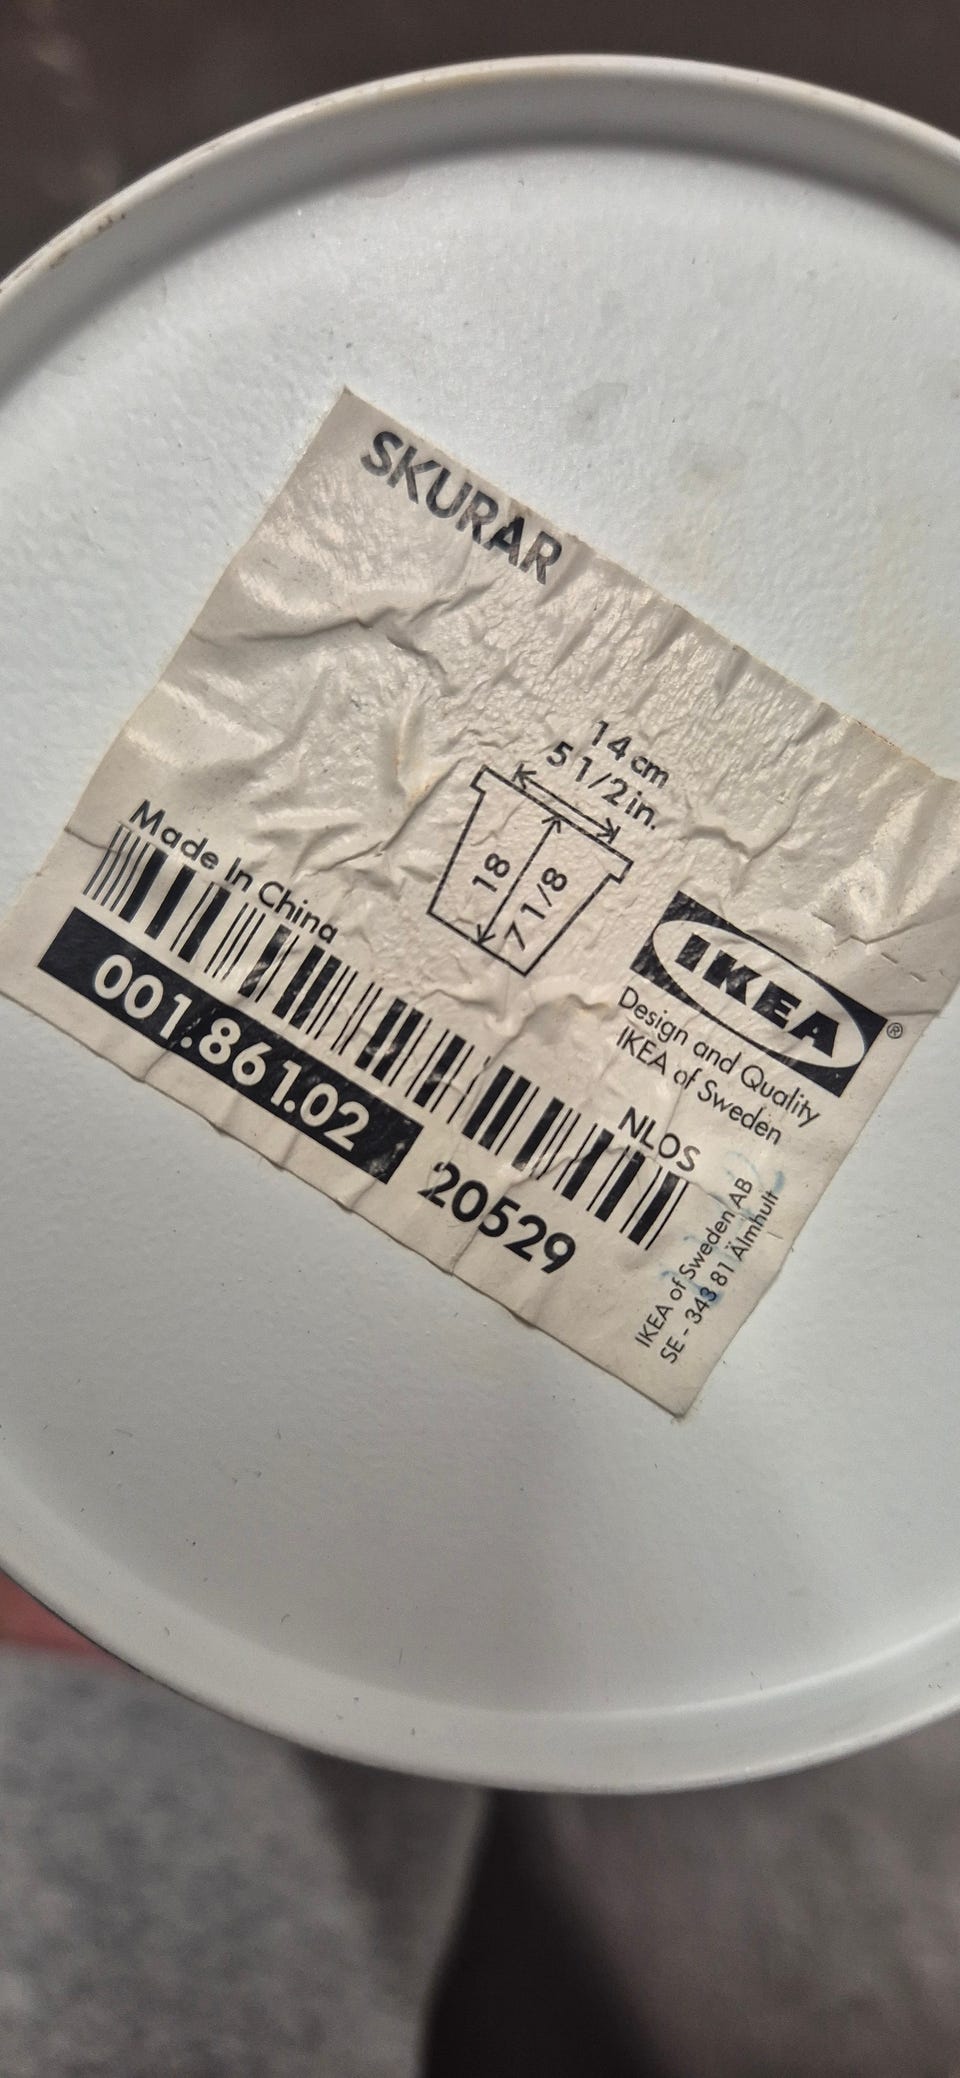 SKURAR
14 cm
5 1/2 in.
18
7 1/8
Made In China
IKEA®
Design and Quality
IKEA of Sweden
NLOS
001.861.02
20529
IKEA of Sweden AB
SE - 343 81 Älmhult